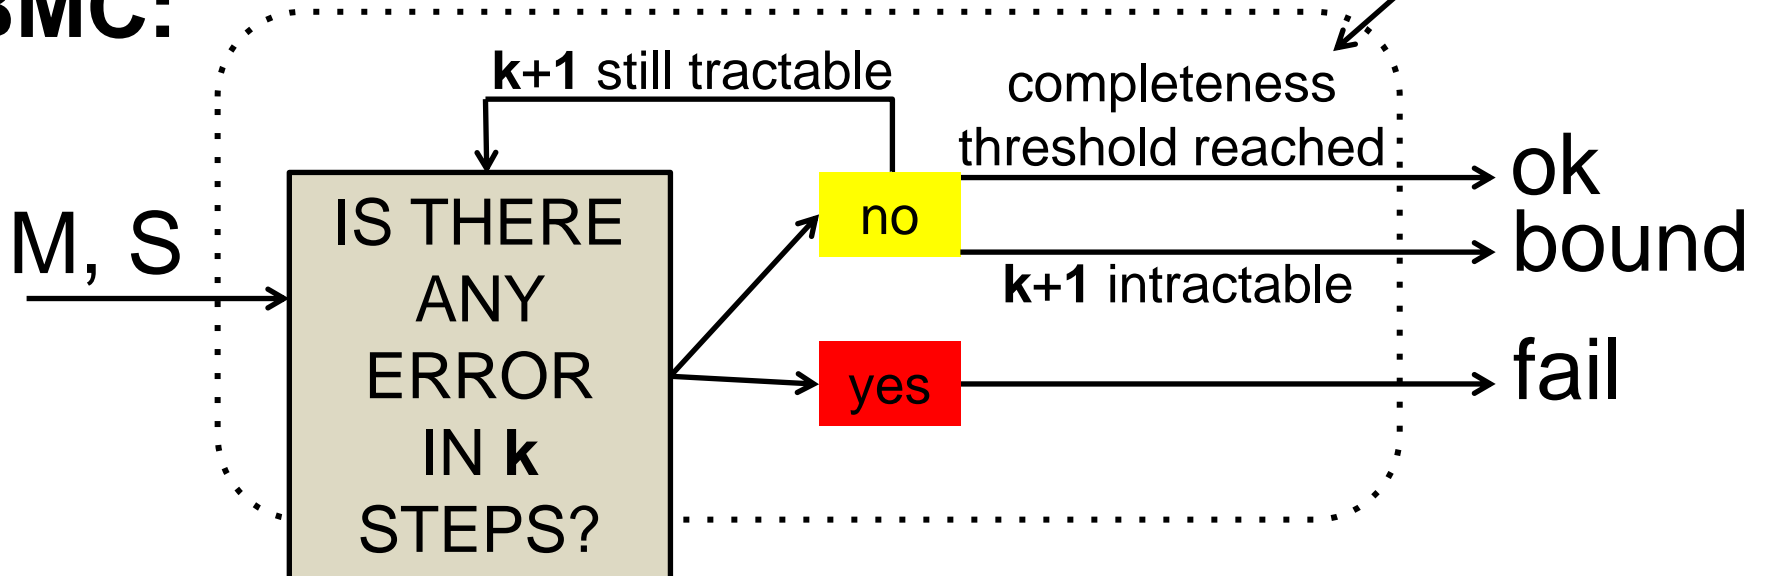 BMC:
k+1 still tractable
completeness
threshold reached
ok
M, S
IS THERE
ANY
ERROR
IN k
STEPS?
no
bound
k+1 intractable
yes
fail